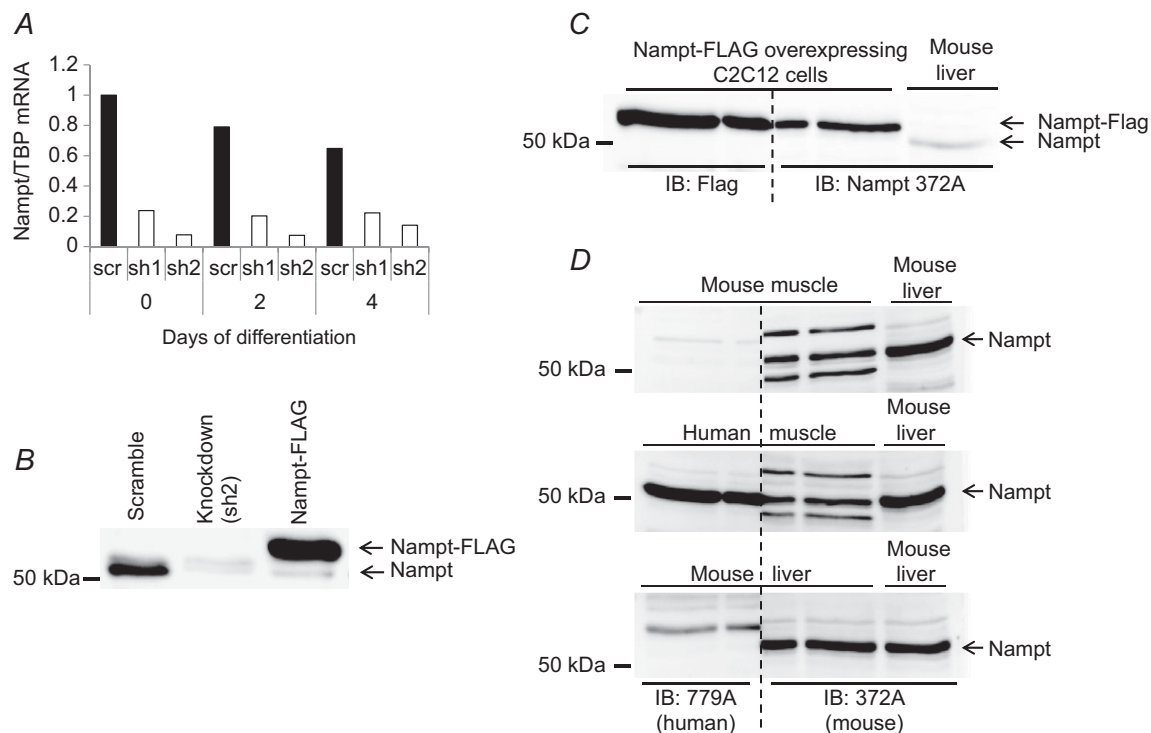 A
Nampt/TBP mRNA
1.2
1
0.8
0.6
0.4
0.2
0
scr sh1 sh2 scr sh1 sh2 scr sh1 sh2
0 2 4
Days of differentiation
B
Scramble
Knockdown
(sh2)
Nampt-FLAG
50 kDa
Nampt-FLAG
Nampt
C
Nampt-FLAG overexpressing
C2C12 cells
Mouse
liver
50 kDa
Nampt-Flag
Nampt
IB: Flag IB: Nampt 372A
D
Mouse muscle
Mouse
liver
50 kDa
Nampt
Human muscle
Mouse
liver
50 kDa
Nampt
Mouse liver
Mouse
liver
50 kDa
Nampt
IB: 779A
(human)
IB: 372A
(mouse)